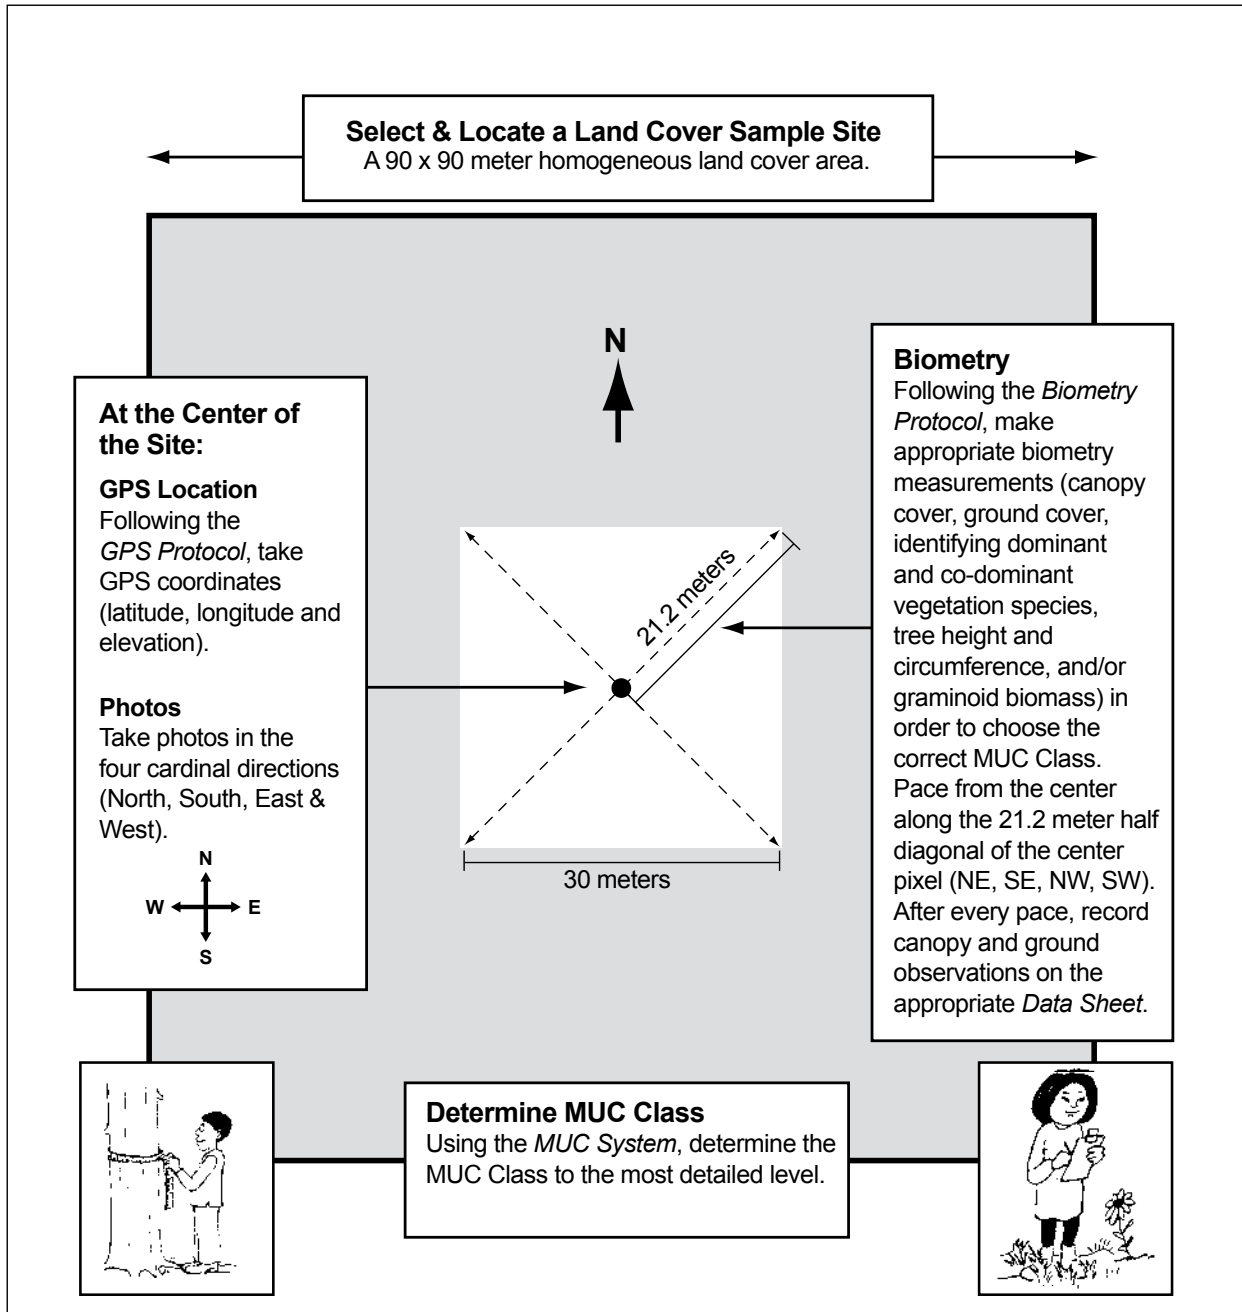 Select & Locate a Land Cover Sample Site
A 90 x 90 meter homogeneous land cover area.
N
At the Center of
the Site:
GPS Location
Following the
GPS Protocol, take
GPS coordinates
(latitude, longitude and
elevation).
Photos
Take photos in the
four cardinal directions
(North, South, East &
West).
N
W E
S
21.2 meters
30 meters
Biometry
Following the Biometry
Protocol, make
appropriate biometry
measurements (canopy
cover, ground cover,
identifying dominant
and co-dominant
vegetation species,
tree height and
circumference, and/or
graminoid biomass) in
order to choose the
correct MUC Class.
Pace from the center
along the 21.2 meter half
diagonal of the center
pixel (NE, SE, NW, SW).
After every pace, record
canopy and ground
observations on the
appropriate Data Sheet.
Determine MUC Class
Using the MUC System, determine the
MUC Class to the most detailed level.